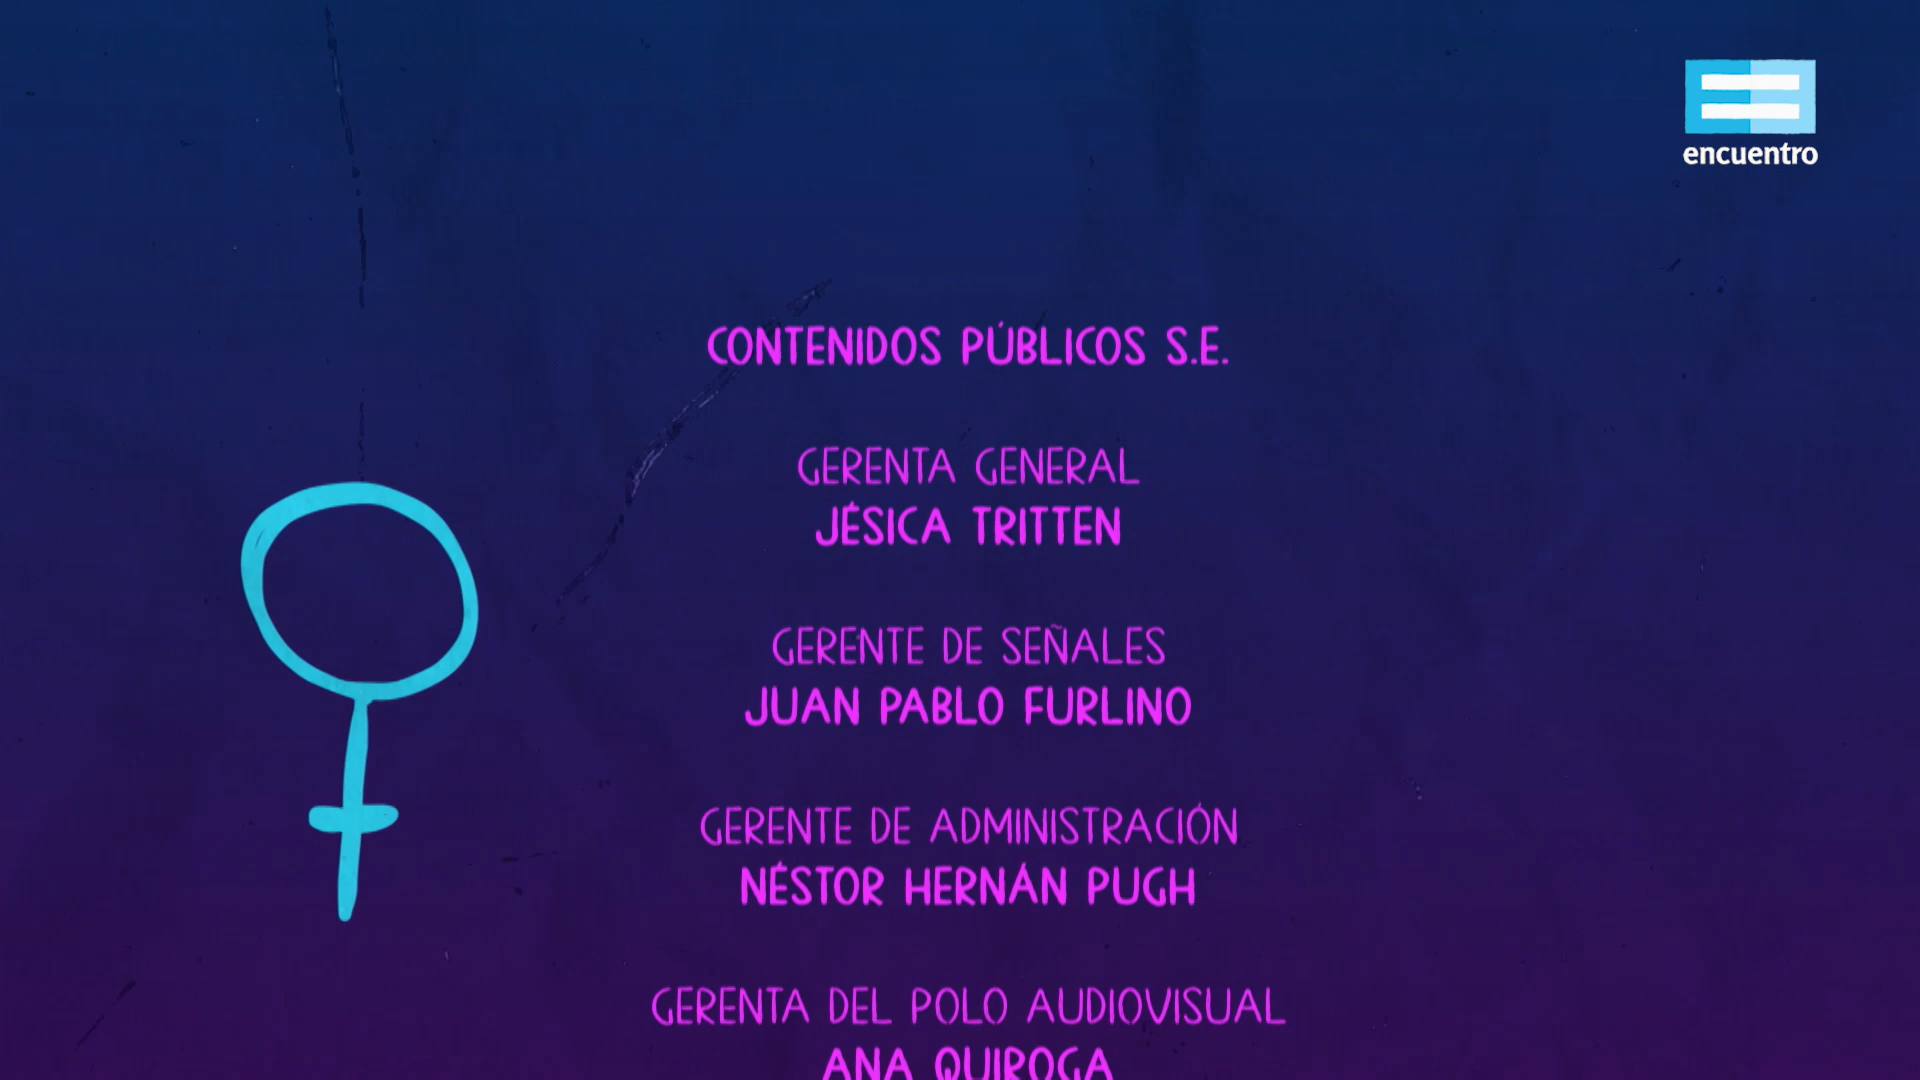 encuentro
CONTENIDOS PÚBLICOS S.E.
GERENTA GENERAL
JÉSICA TRITTEN
GERENTE DE SEÑALES
JUAN PABLO FURLINO
GERENTE DE ADMINISTRACIÓN
NÉSTOR HERNÁN PUGH
GERENTA DEL POLO AUDIOVISUAL
ANA QUIROGA